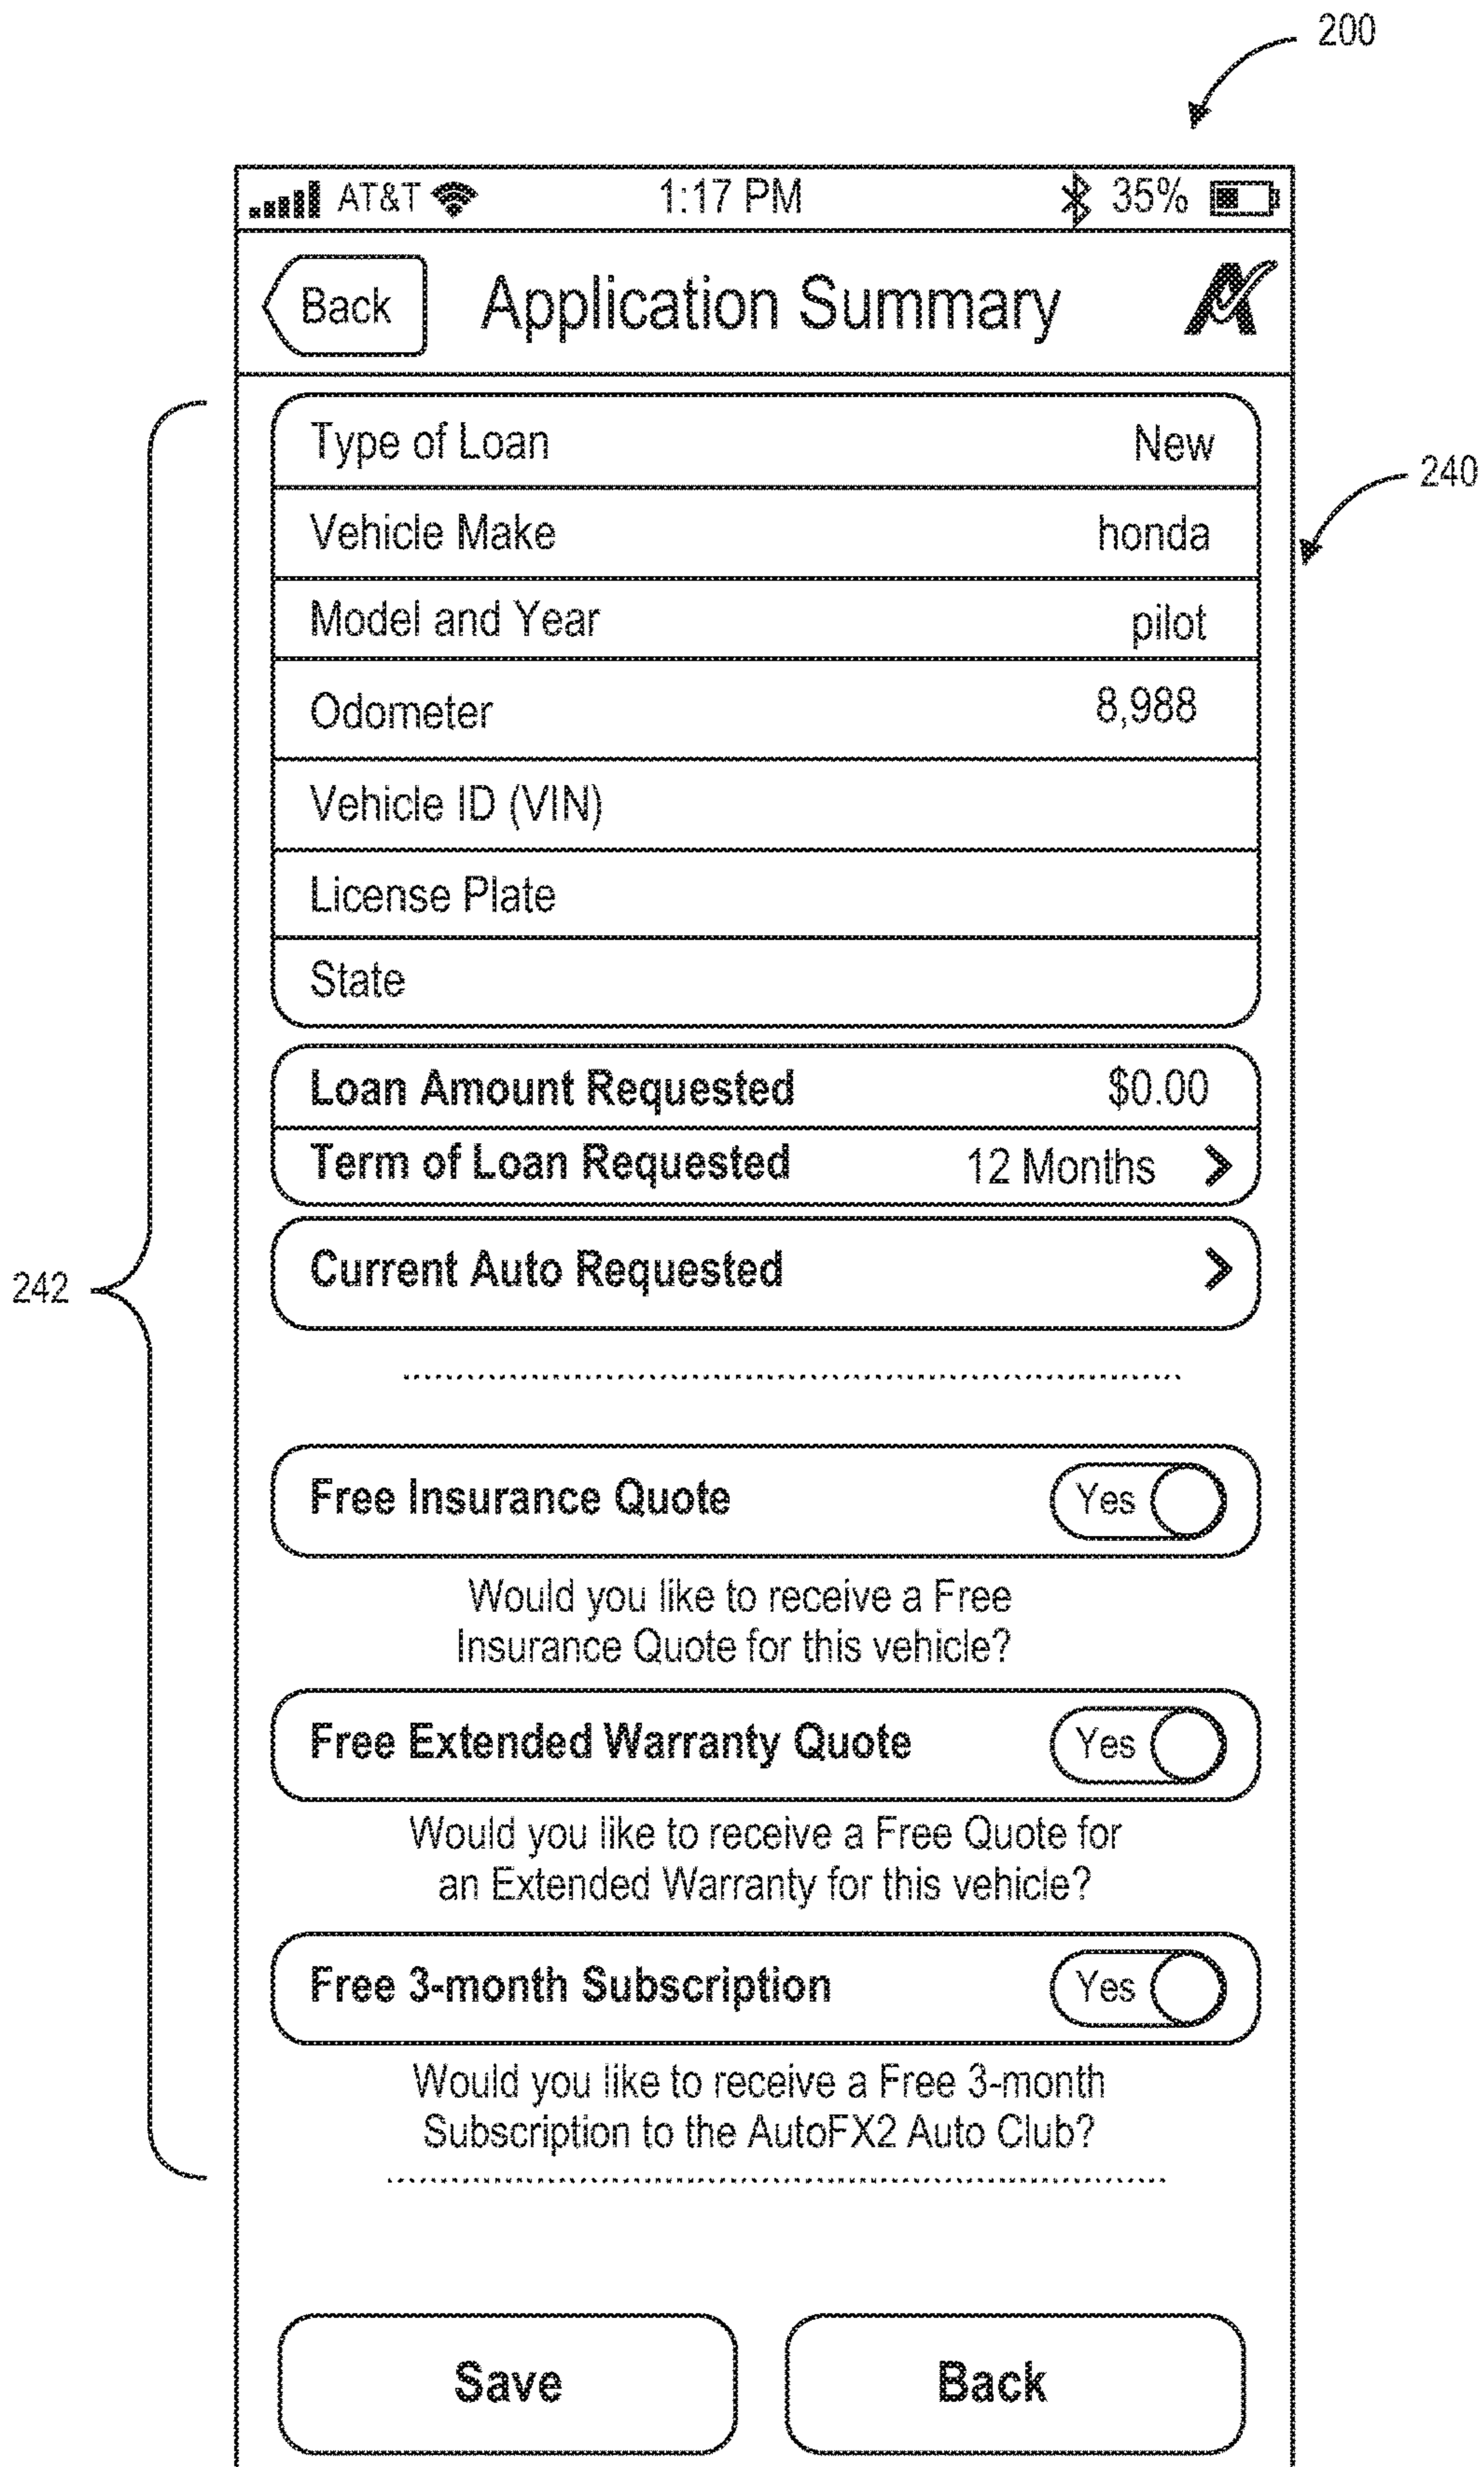 200
AT&T 1:17 PM 35%
Back Application Summary
Type of Loan New
240
Vehicle Make honda
Model and Year pilot
Odometer 8,988
Vehicle ID (VIN)
License Plate
State
Loan Amount Requested $0.00
Term of Loan Requested 12 Months >
242
Current Auto Requested >
Free Insurance Quote Yes
Would you like to receive a Free
Insurance Quote for this vehicle?
Free Extended Warranty Quote Yes
Would you like to receive a Free Quote for
an Extended Warranty for this vehicle?
Free 3-month Subscription Yes
Would you like to receive a Free 3-month
Subscription to the AutoFX2 Auto Club?
Save Back